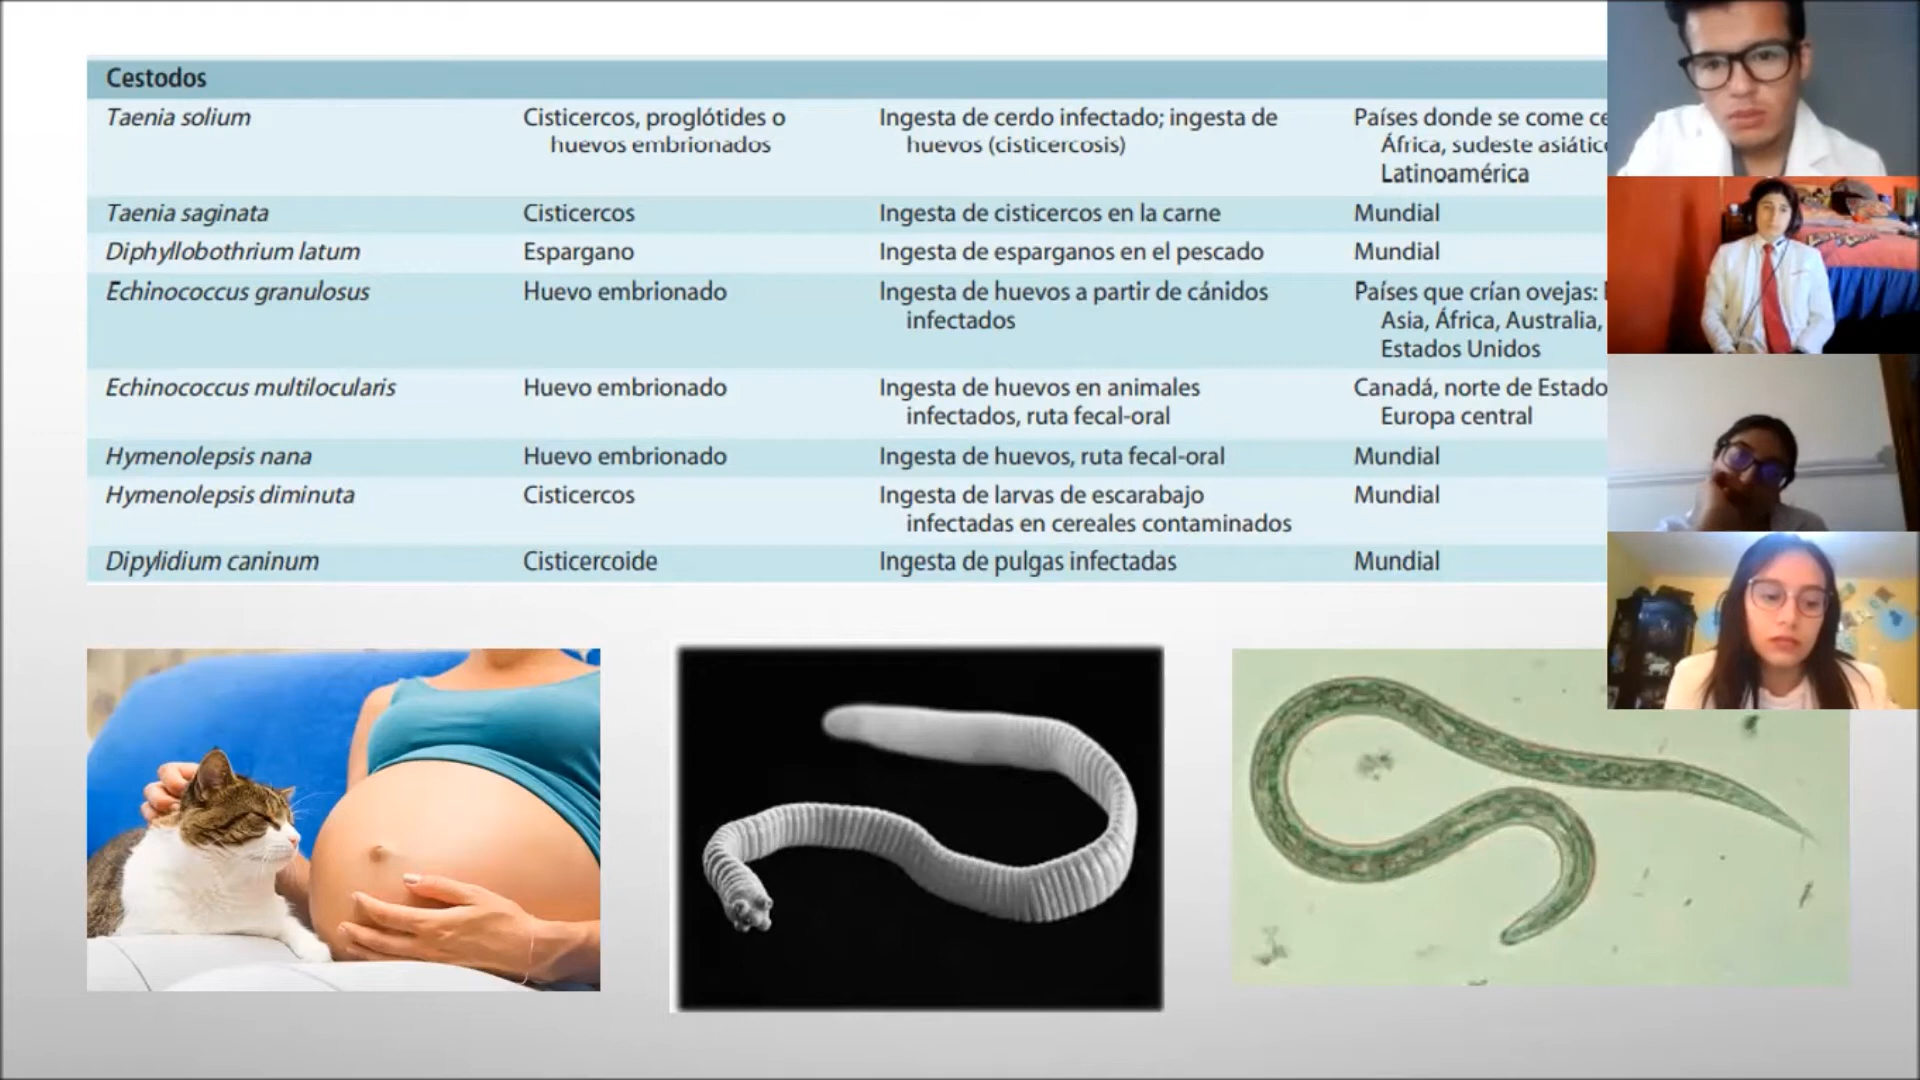 Cestodos
Taenia solium Cisticercos, proglótides o Ingesta de cerdo infectado; ingesta de Países donde se come
huevos embrionados huevos (cisticercosis) África, sudeste
Latinoamérica
Taenia saginata Cisticercos Ingesta de cisticercos en la carne Mundial
Diphyllobothrium latum Espargano Ingesta de esparganos en el pescado Mundial
Echinococcus granulosus Huevo embrionado Ingesta de huevos a partir de cánidos Países que crían ovejas:
infectados Asia, África, Australia,
Estados Unidos
Echinococcus multilocularis Huevo embrionado Ingesta de huevos en animales Canadá, norte de
infectados, ruta fecal-oral Europa central
Hymenolepsis nana Huevo embrionado Ingesta de huevos, ruta fecal-oral Mundial
Hymenolepsis diminuta Cisticercos Ingesta de larvas de escarabajo Mundial
infectadas en cereales contaminados
Dipylidium caninum Cisticercoide Ingesta de pulgas infectadas Mundial